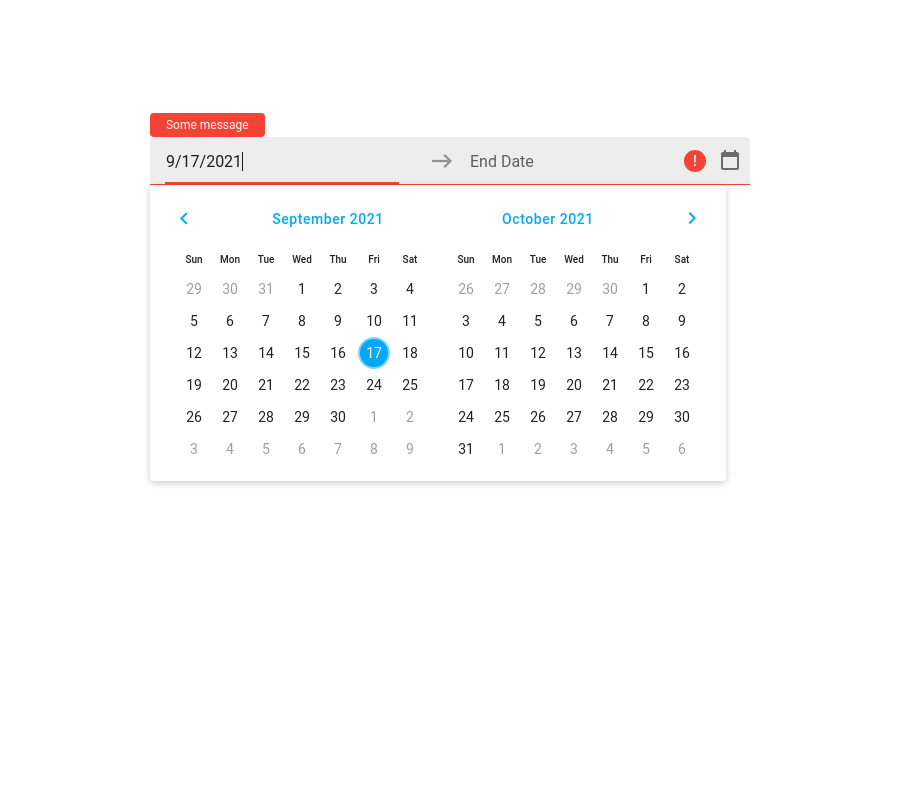 Some message
9/17/2021 End Date !
September 2021 October 2021
Sun Mon Tue Wed Thu Fri Sat Sun Mon Tue Wed Thu Fri Sat
29 30 31 1 2 3 4 26 27 28 29 30 1 2
5 6 7 8 9 10 11 3 4 5 6 7 8 9
12 13 14 15 16 17 18 10 11 12 13 14 15 16
19 20 21 22 23 24 25 17 18 19 20 21 22 23
26 27 28 29 30 1 2 24 25 26 27 28 29 30
3 4 5 6 7 8 9 31 1 2 3 4 5 6